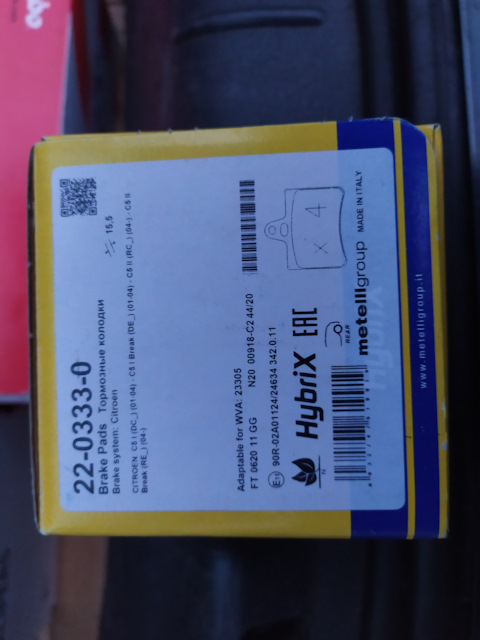 22-0333-0
Brake Pads Тормозные колодки
Brake system: Citroen
15,5
CITROEN: C5 I (DC_) (01-04) - C5 I Break (DE_) (01-04) - C5 II (RC_) (04-) - C5 II
Break (RE_) (04-)
Adaptable for WVA: 23305
FT 0620 11 GG N20 00918-C2.44/20
E11 90R-02A01124/24634 342.0.11
HybriX EAC
X 4
REAR
metelligroup MADE IN ITALY
www.metelligroup.it